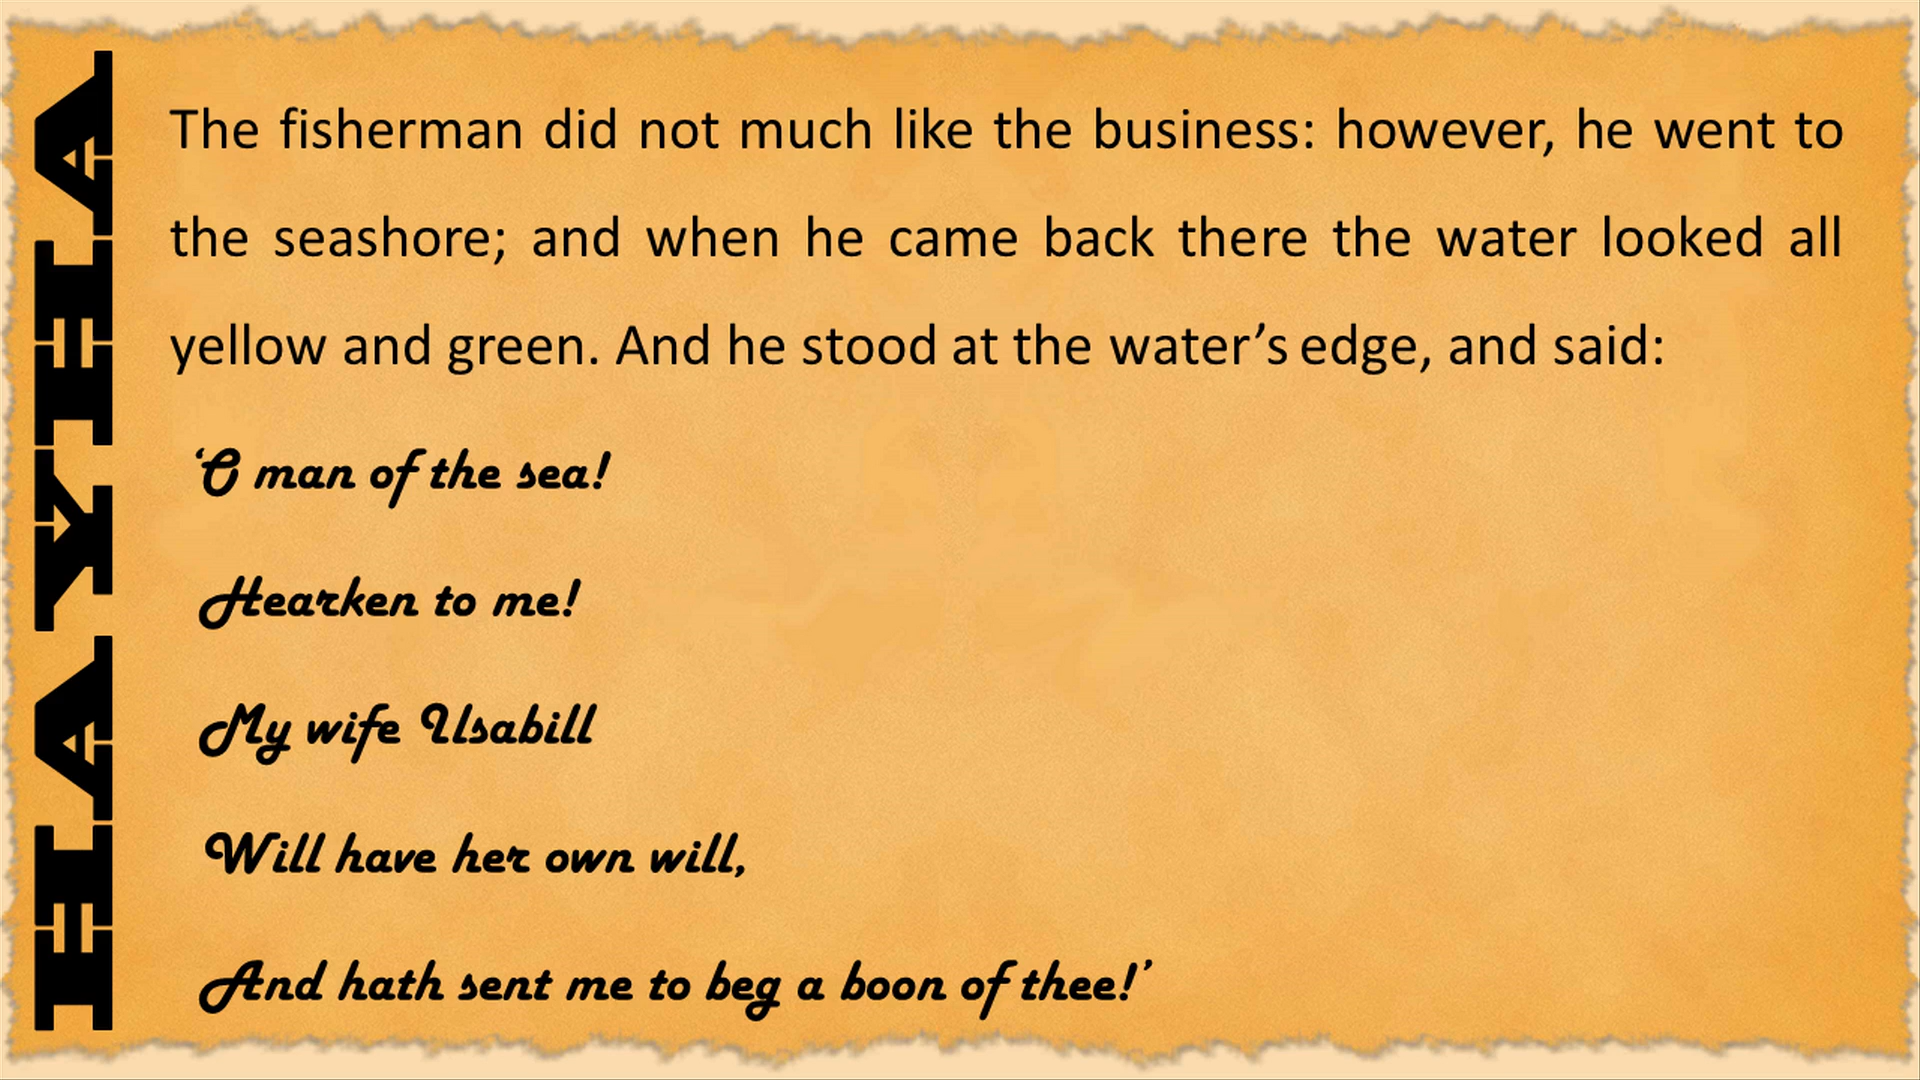 HAYHA
The fisherman did not much like the business: however, he went to
the seashore; and when he came back there the water looked all
yellow and green. And he stood at the water’s edge, and said:
‘O man of the sea!
Hearken to me!
My wife Ilsabill
Will have her own will,
And hath sent me to beg a boon of thee!’